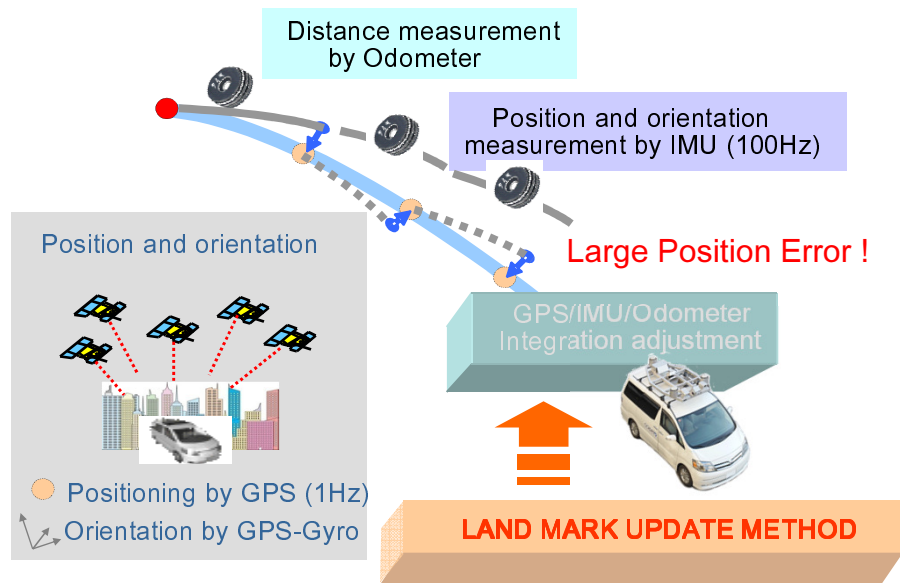 Distance measurement
by Odometer
Position and orientation
measurement by IMU (100Hz)
Position and orientation
Large Position Error !
GPS/IMU/Odometer
Integration adjustment
Positioning by GPS (1Hz)
Orientation by GPS-Gyro
LAND MARK UPDATE METHOD